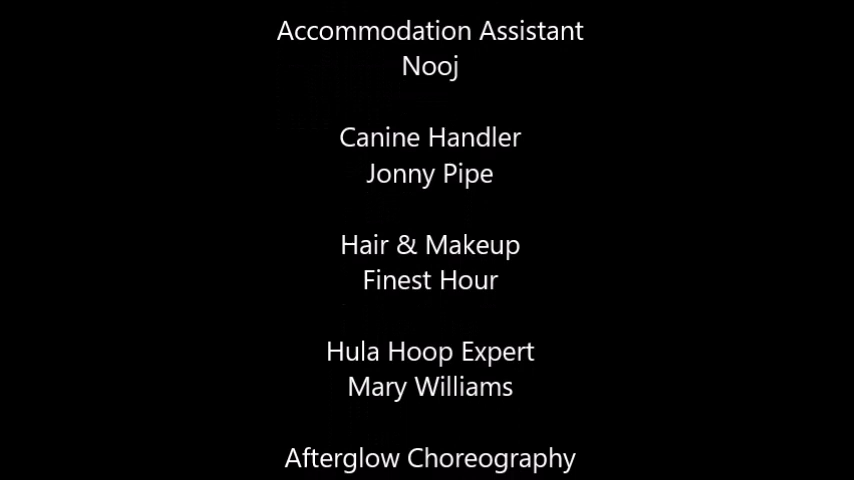 Accommodation Assistant
Nooj
Canine Handler
Jonny Pipe
Hair & Makeup
Finest Hour
Hula Hoop Expert
Mary Williams
Afterglow Choreography